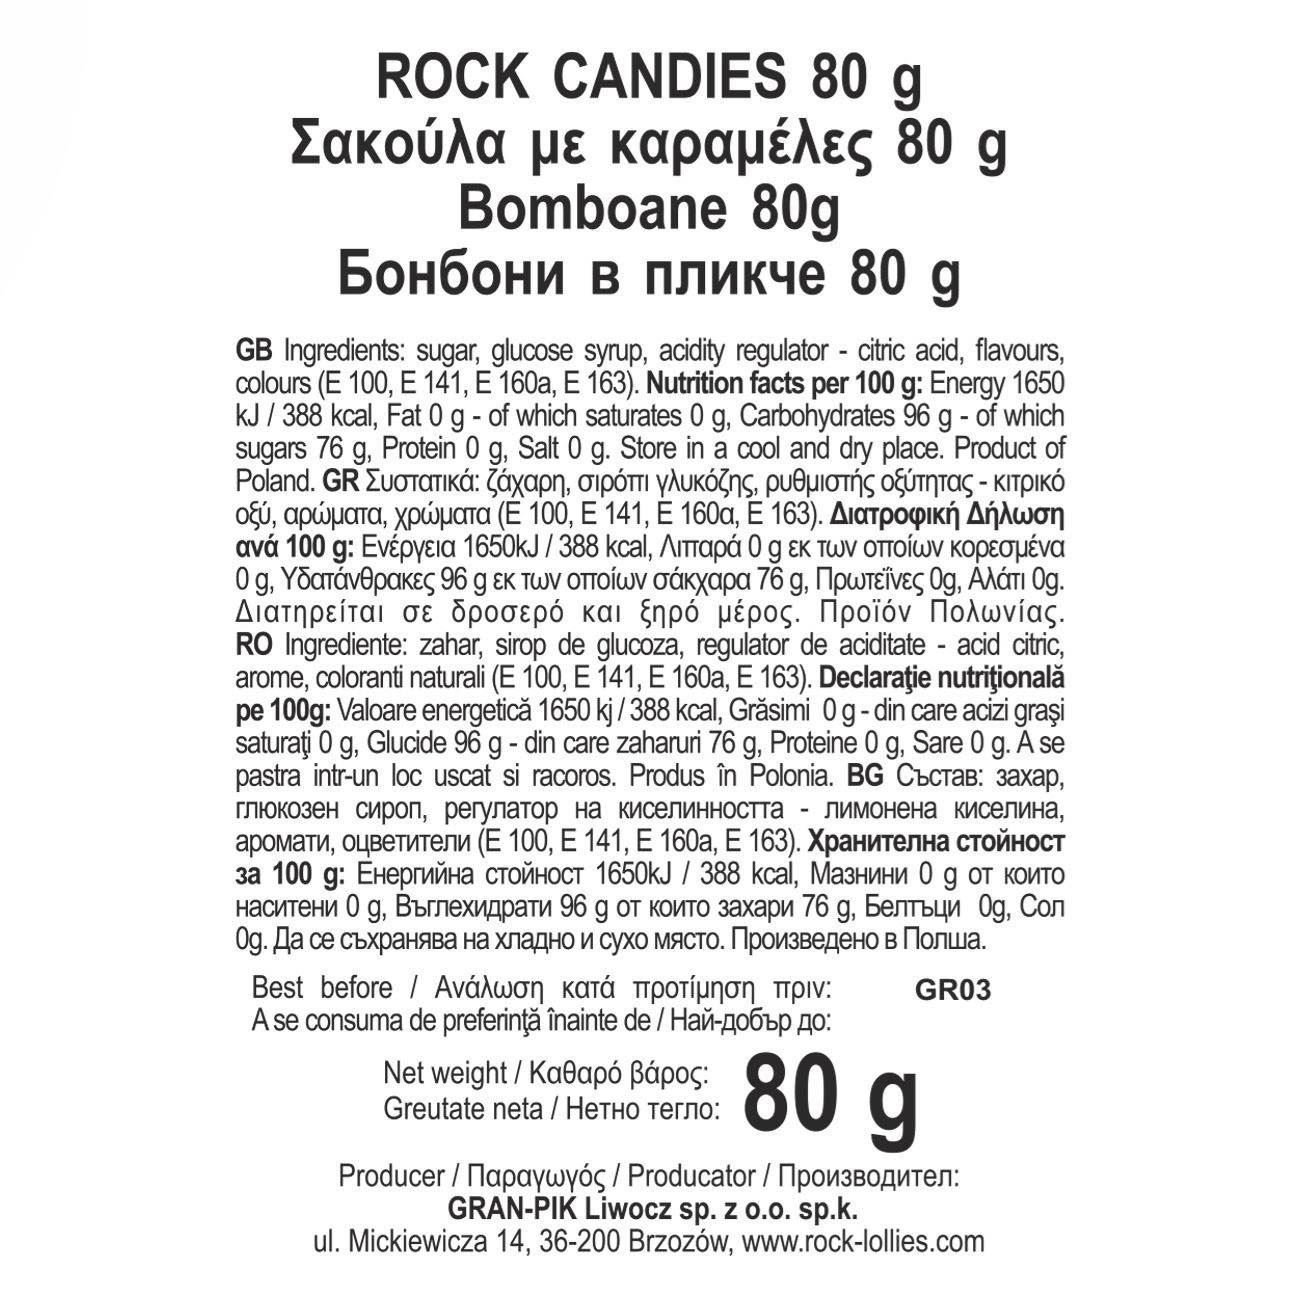 ROCK CANDIES 80 g
Σακούλα με καραμέλες 80 g
Bomboane 80g
Бонбони в пликче 80 g
GB Ingredients: sugar, glucose syrup, acidity regulator - citric acid, flavours,
colours (E 100, E 141, E 160a, E 163). Nutrition facts per 100 g: Energy 1650
kJ / 388 kcal, Fat 0 g - of which saturates 0 g, Carbohydrates 96 g - of which
sugars 76 g, Protein 0 g, Salt 0 g. Store in a cool and dry place. Product of
Poland. GR Συστατικά: ζάχαρη, σιρόπι γλυκόζης, ρυθμιστής οξύτητας - κιτρικό
οξύ, αρώματα, χρώματα (E 100, E 141, E 160α, E 163). Διατροφική Δήλωση
ανά 100 g: Ενέργεια 1650kJ / 388 kcal, Λιπαρά 0 g εκ των οποίων κορεσμένα
0 g, Υδατάνθρακες 96 g εκ των οποίων σάκχαρα 76 g, Πρωτεΐνες 0g, Αλάτι 0g.
Διατηρείται σε δροσερό και ξηρό μέρος. Προϊόν Πολωνίας.
RO Ingrediente: zahar, sirop de glucoza, regulator de aciditate - acid citric,
arome, coloranti naturali (E 100, E 141, E 160a, E 163). Declaraţie nutriţională
pe 100g: Valoare energetică 1650 kj / 388 kcal, Grăsimi 0 g - din care acizi graşi
saturaţi 0 g, Glucide 96 g - din care zaharuri 76 g, Proteine 0 g, Sare 0 g. A se
pastra intr-un loc uscat si racoros. Produs în Polonia. BG Състав: захар,
глюкозен сироп, регулатор на киселинността - лимонена киселина,
аромати, оцветители (E 100, E 141, E 160a, E 163). Хранителна стойност
за 100 g: Енергийна стойност 1650kJ / 388 kcal, Мазнини 0 g от които
наситени 0 g, Въглехидрати 96 g от които захари 76 g, Белтъци 0g, Сол
0g. Да се съхранява на хладно и сухо място. Произведено в Полша.
Best before / Ανάλωση κατά προτίμηση πριν: GR03
A se consuma de preferinţă înainte de / Най-добър до:
Net weight / Καθαρό βάρος:
Greutate neta / Нетно тегло: 80 g
Producer / Παραγωγός / Producator / Производител:
GRAN-PIK Liwocz sp. z o.o. sp.k.
ul. Mickiewicza 14, 36-200 Brzozów, www.rock-lollies.com